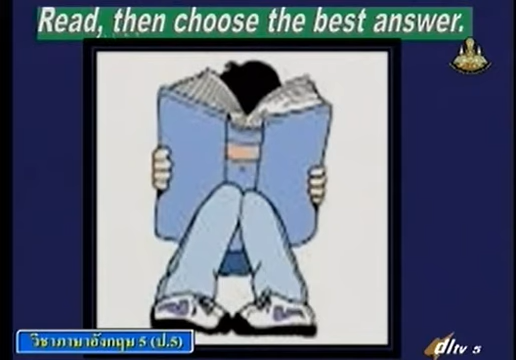 Read, then choose the best answer.
วิชาภาษาอังกฤษ 5 (ป.5)
dltv 5